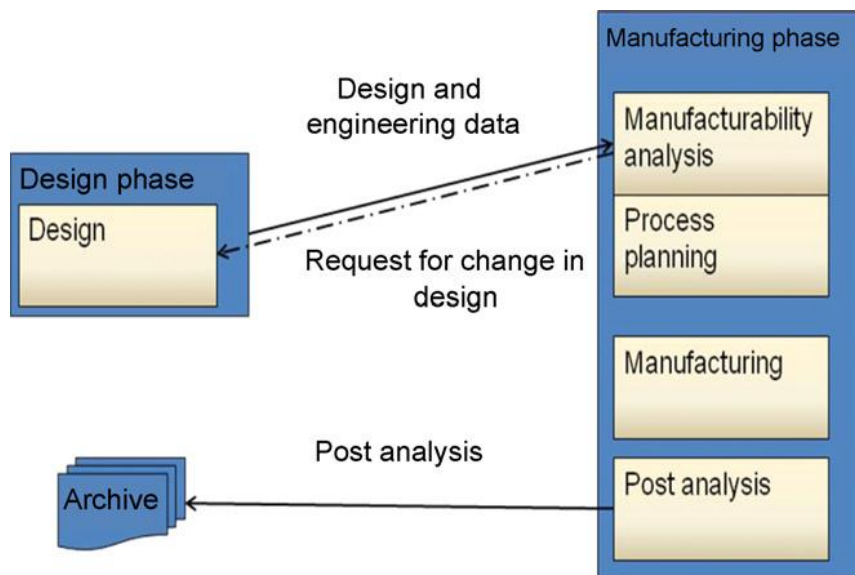 Manufacturing phase
Design and
engineering data
Manufacturability
analysis
Design phase
Design
Process
planning
Request for change in
design
Manufacturing
Post analysis
Archive
Post analysis